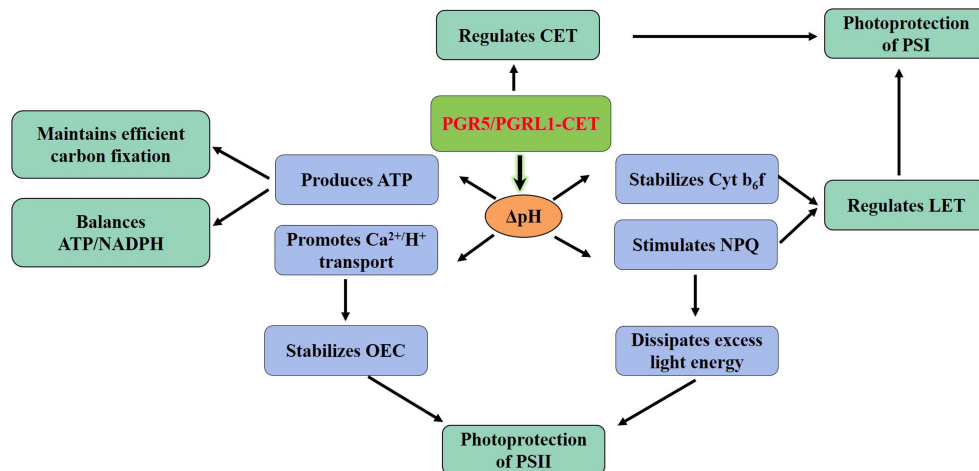 Regulates CET
Photoprotection
of PSI
PGR5/PGRL1-CET
Maintains efficient
carbon fixation
Produces ATP
Stabilizes Cyt b₆f
Balances
ATP/NADPH
ΔpH
Regulates LET
Promotes Ca²⁺/H⁺
transport
Stimulates NPQ
Stabilizes OEC
Dissipates excess
light energy
Photoprotection
of PSII